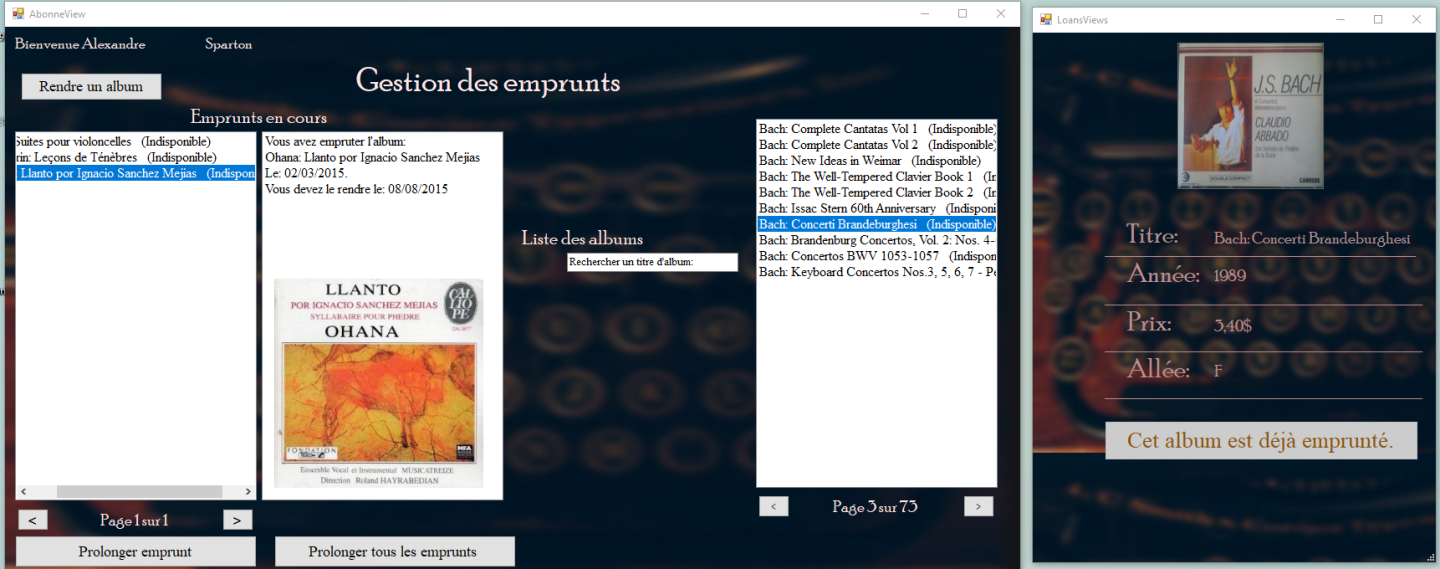 AbonneView
Bienvenue Alexandre Sparton
Rendre un album
Gestion des emprunts
Emprunts en cours
Suites pour violoncelles (Indisponible)
rin: Leçons de Ténèbres (Indisponible)
: Llanto por Ignacio Sanchez Mejias (Indispon
< Page 1 sur 1 >
Prolonger emprunt
Prolonger tous les emprunts
Vous avez empruter l'album:
Ohana: Llanto por Ignacio Sanchez Mejias
Le: 02/03/2015.
Vous devez le rendre le: 08/08/2015
LLANTO
POR IGNACIO SANCHEZ MEJIAS
SYLLABAIRE POUR PHEDRE
OHANA
CALLIOPE
FONDATION
Ensemble Vocal et Instrumental MUSICATREIZE
Direction Roland HAYRABEDIAN
Liste des albums
Rechercher un titre d'album:
Bach: Complete Cantatas Vol 1 (Indisponible)
Bach: Complete Cantatas Vol 2 (Indisponible)
Bach: New Ideas in Weimar (Indisponible)
Bach: The Well-Tempered Clavier Book 1 (In
Bach: The Well-Tempered Clavier Book 2 (In
Bach: Issac Stern 60th Anniversary (Indisponi
Bach: Concerti Brandeburghesi (Indisponible)
Bach: Brandenburg Concertos, Vol. 2: Nos. 4-
Bach: Concertos BWV 1053-1057 (Indispon
Bach: Keyboard Concertos Nos.3, 5, 6, 7 - Pe
< Page 3 sur 73 >
LoansViews
J.S. BACH
CLAUDIO
ABBADO
Titre: Bach: Concerti Brandeburghesi
Année: 1989
Prix: 3,40$
Allée: F
Cet album est déjà emprunté.